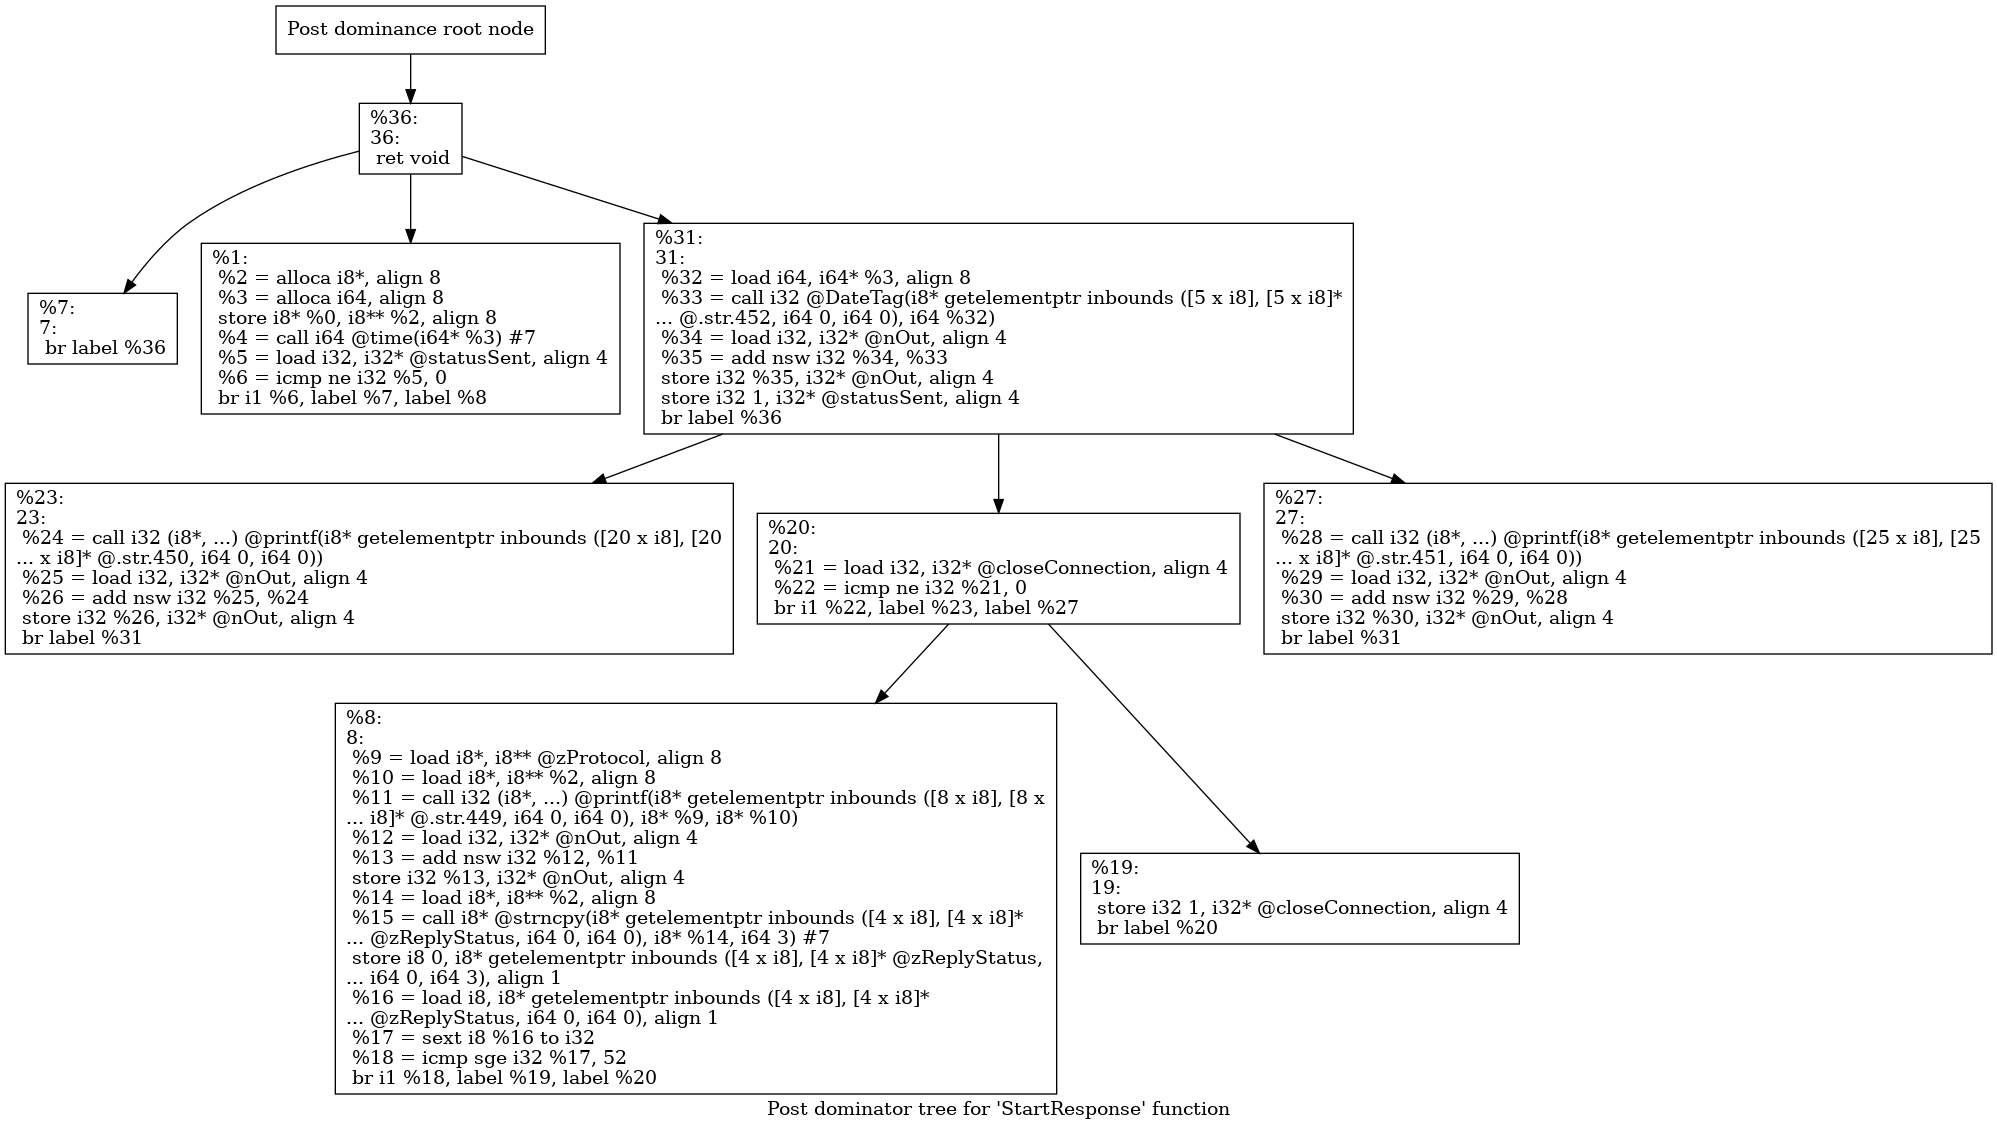 Post dominance root node
%36:
36:
ret void
%7:
7:
br label %36
%1:
%2 = alloca i8*, align 8
%3 = alloca i64, align 8
store i8* %0, i8** %2, align 8
%4 = call i64 @time(i64* %3) #7
%5 = load i32, i32* @statusSent, align 4
%6 = icmp ne i32 %5, 0
br i1 %6, label %7, label %8
%31:
31:
%32 = load i64, i64* %3, align 8
%33 = call i32 @DateTag(i8* getelementptr inbounds ([5 x i8], [5 x i8]*
... @.str.452, i64 0, i64 0), i64 %32)
%34 = load i32, i32* @nOut, align 4
%35 = add nsw i32 %34, %33
store i32 %35, i32* @nOut, align 4
store i32 1, i32* @statusSent, align 4
br label %36
%23:
23:
%24 = call i32 (i8*, ...) @printf(i8* getelementptr inbounds ([20 x i8], [20
... x i8]* @.str.450, i64 0, i64 0))
%25 = load i32, i32* @nOut, align 4
%26 = add nsw i32 %25, %24
store i32 %26, i32* @nOut, align 4
br label %31
%20:
20:
%21 = load i32, i32* @closeConnection, align 4
%22 = icmp ne i32 %21, 0
br i1 %22, label %23, label %27
%27:
27:
%28 = call i32 (i8*, ...) @printf(i8* getelementptr inbounds ([25 x i8], [25
... x i8]* @.str.451, i64 0, i64 0))
%29 = load i32, i32* @nOut, align 4
%30 = add nsw i32 %29, %28
store i32 %30, i32* @nOut, align 4
br label %31
%8:
8:
%9 = load i8*, i8** @zProtocol, align 8
%10 = load i8*, i8** %2, align 8
%11 = call i32 (i8*, ...) @printf(i8* getelementptr inbounds ([8 x i8], [8 x
... i8]* @.str.449, i64 0, i64 0), i8* %9, i8* %10)
%12 = load i32, i32* @nOut, align 4
%13 = add nsw i32 %12, %11
store i32 %13, i32* @nOut, align 4
%14 = load i8*, i8** %2, align 8
%15 = call i8* @strncpy(i8* getelementptr inbounds ([4 x i8], [4 x i8]*
... @zReplyStatus, i64 0, i64 0), i8* %14, i64 3) #7
store i8 0, i8* getelementptr inbounds ([4 x i8], [4 x i8]* @zReplyStatus,
... i64 0, i64 3), align 1
%16 = load i8, i8* getelementptr inbounds ([4 x i8], [4 x i8]*
... @zReplyStatus, i64 0, i64 0), align 1
%17 = sext i8 %16 to i32
%18 = icmp sge i32 %17, 52
br i1 %18, label %19, label %20
%19:
19:
store i32 1, i32* @closeConnection, align 4
br label %20
Post dominator tree for 'StartResponse' function